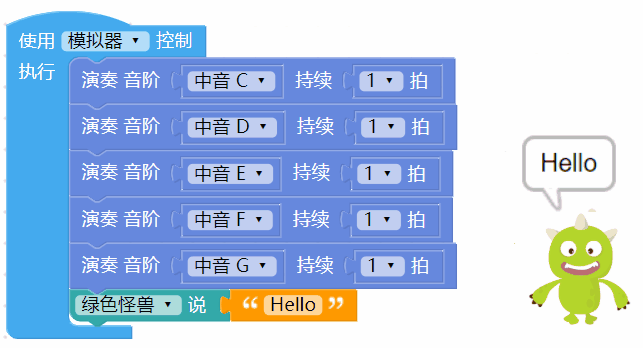 使用 模拟器 控制
执行
演奏 音阶 中音 C 持续 1 拍
演奏 音阶 中音 D 持续 1 拍
演奏 音阶 中音 E 持续 1 拍
演奏 音阶 中音 F 持续 1 拍
演奏 音阶 中音 G 持续 1 拍
绿色怪兽 说 “ Hello ”
Hello